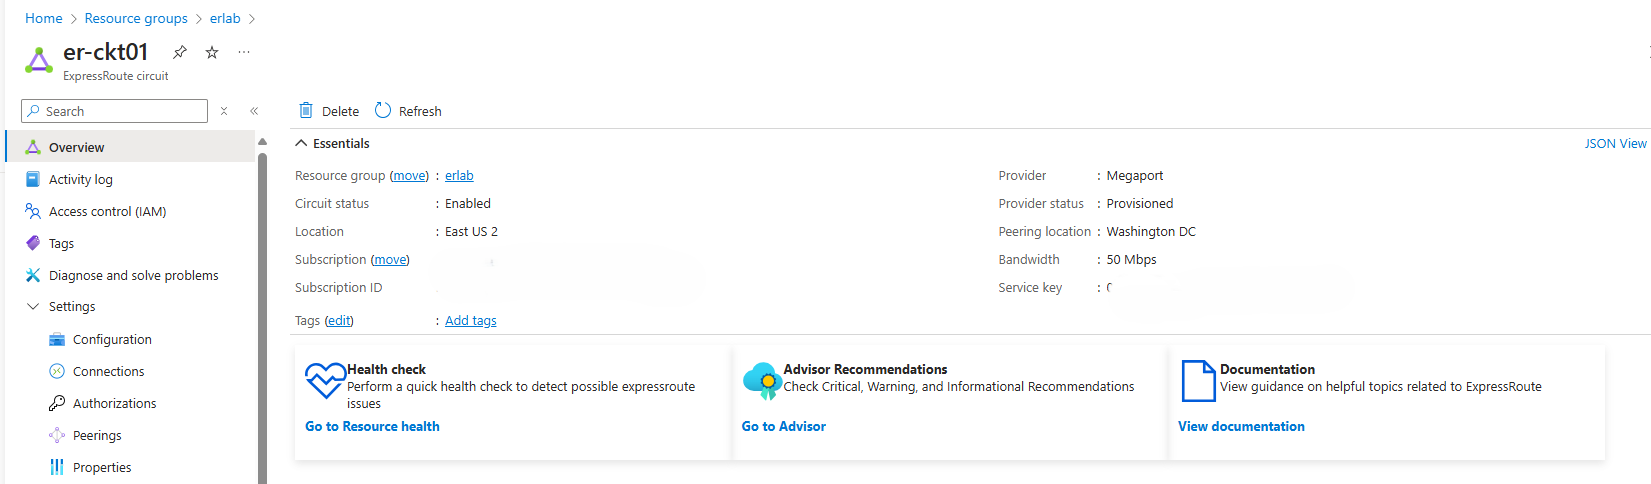 Home > Resource groups > erlab >
er-ckt01 ...
ExpressRoute circuit
Search
Overview
Activity log
Access control (IAM)
Tags
Diagnose and solve problems
Settings
Configuration
Connections
Authorizations
Peerings
Properties
Delete Refresh
Essentials
JSON View
Resource group (move) : erlab
Circuit status : Enabled
Location : East US 2
Subscription (move)
Subscription ID
Tags (edit) : Add tags
Provider : Megaport
Provider status : Provisioned
Peering location : Washington DC
Bandwidth : 50 Mbps
Service key :
Health check
Perform a quick health check to detect possible expressroute
issues
Go to Resource health
Advisor Recommendations
Check Critical, Warning, and Informational Recommendations
Go to Advisor
Documentation
View guidance on helpful topics related to ExpressRoute
View documentation